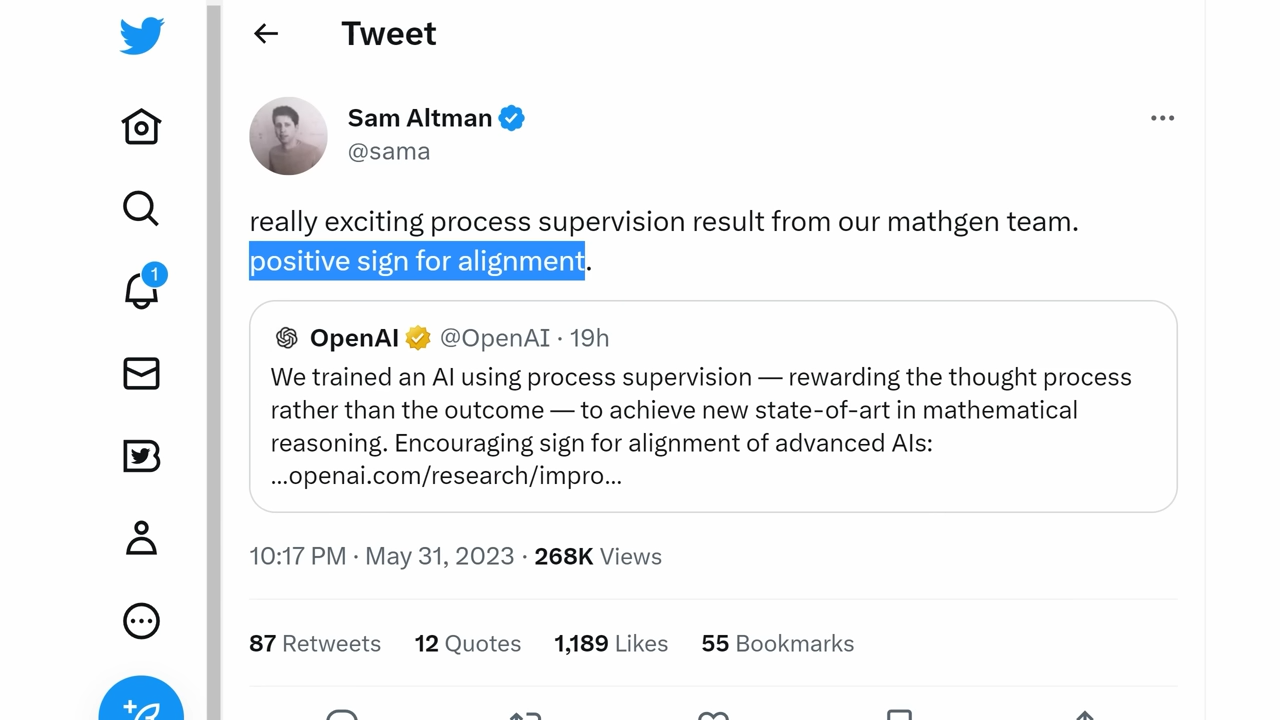 Tweet
Sam Altman
@sama
really exciting process supervision result from our mathgen team.
positive sign for alignment.
1
OpenAI @OpenAI · 19h
We trained an AI using process supervision — rewarding the thought process
rather than the outcome — to achieve new state-of-art in mathematical
reasoning. Encouraging sign for alignment of advanced AIs:
...openai.com/research/impro...
10:17 PM · May 31, 2023 · 268K Views
87 Retweets 12 Quotes 1,189 Likes 55 Bookmarks